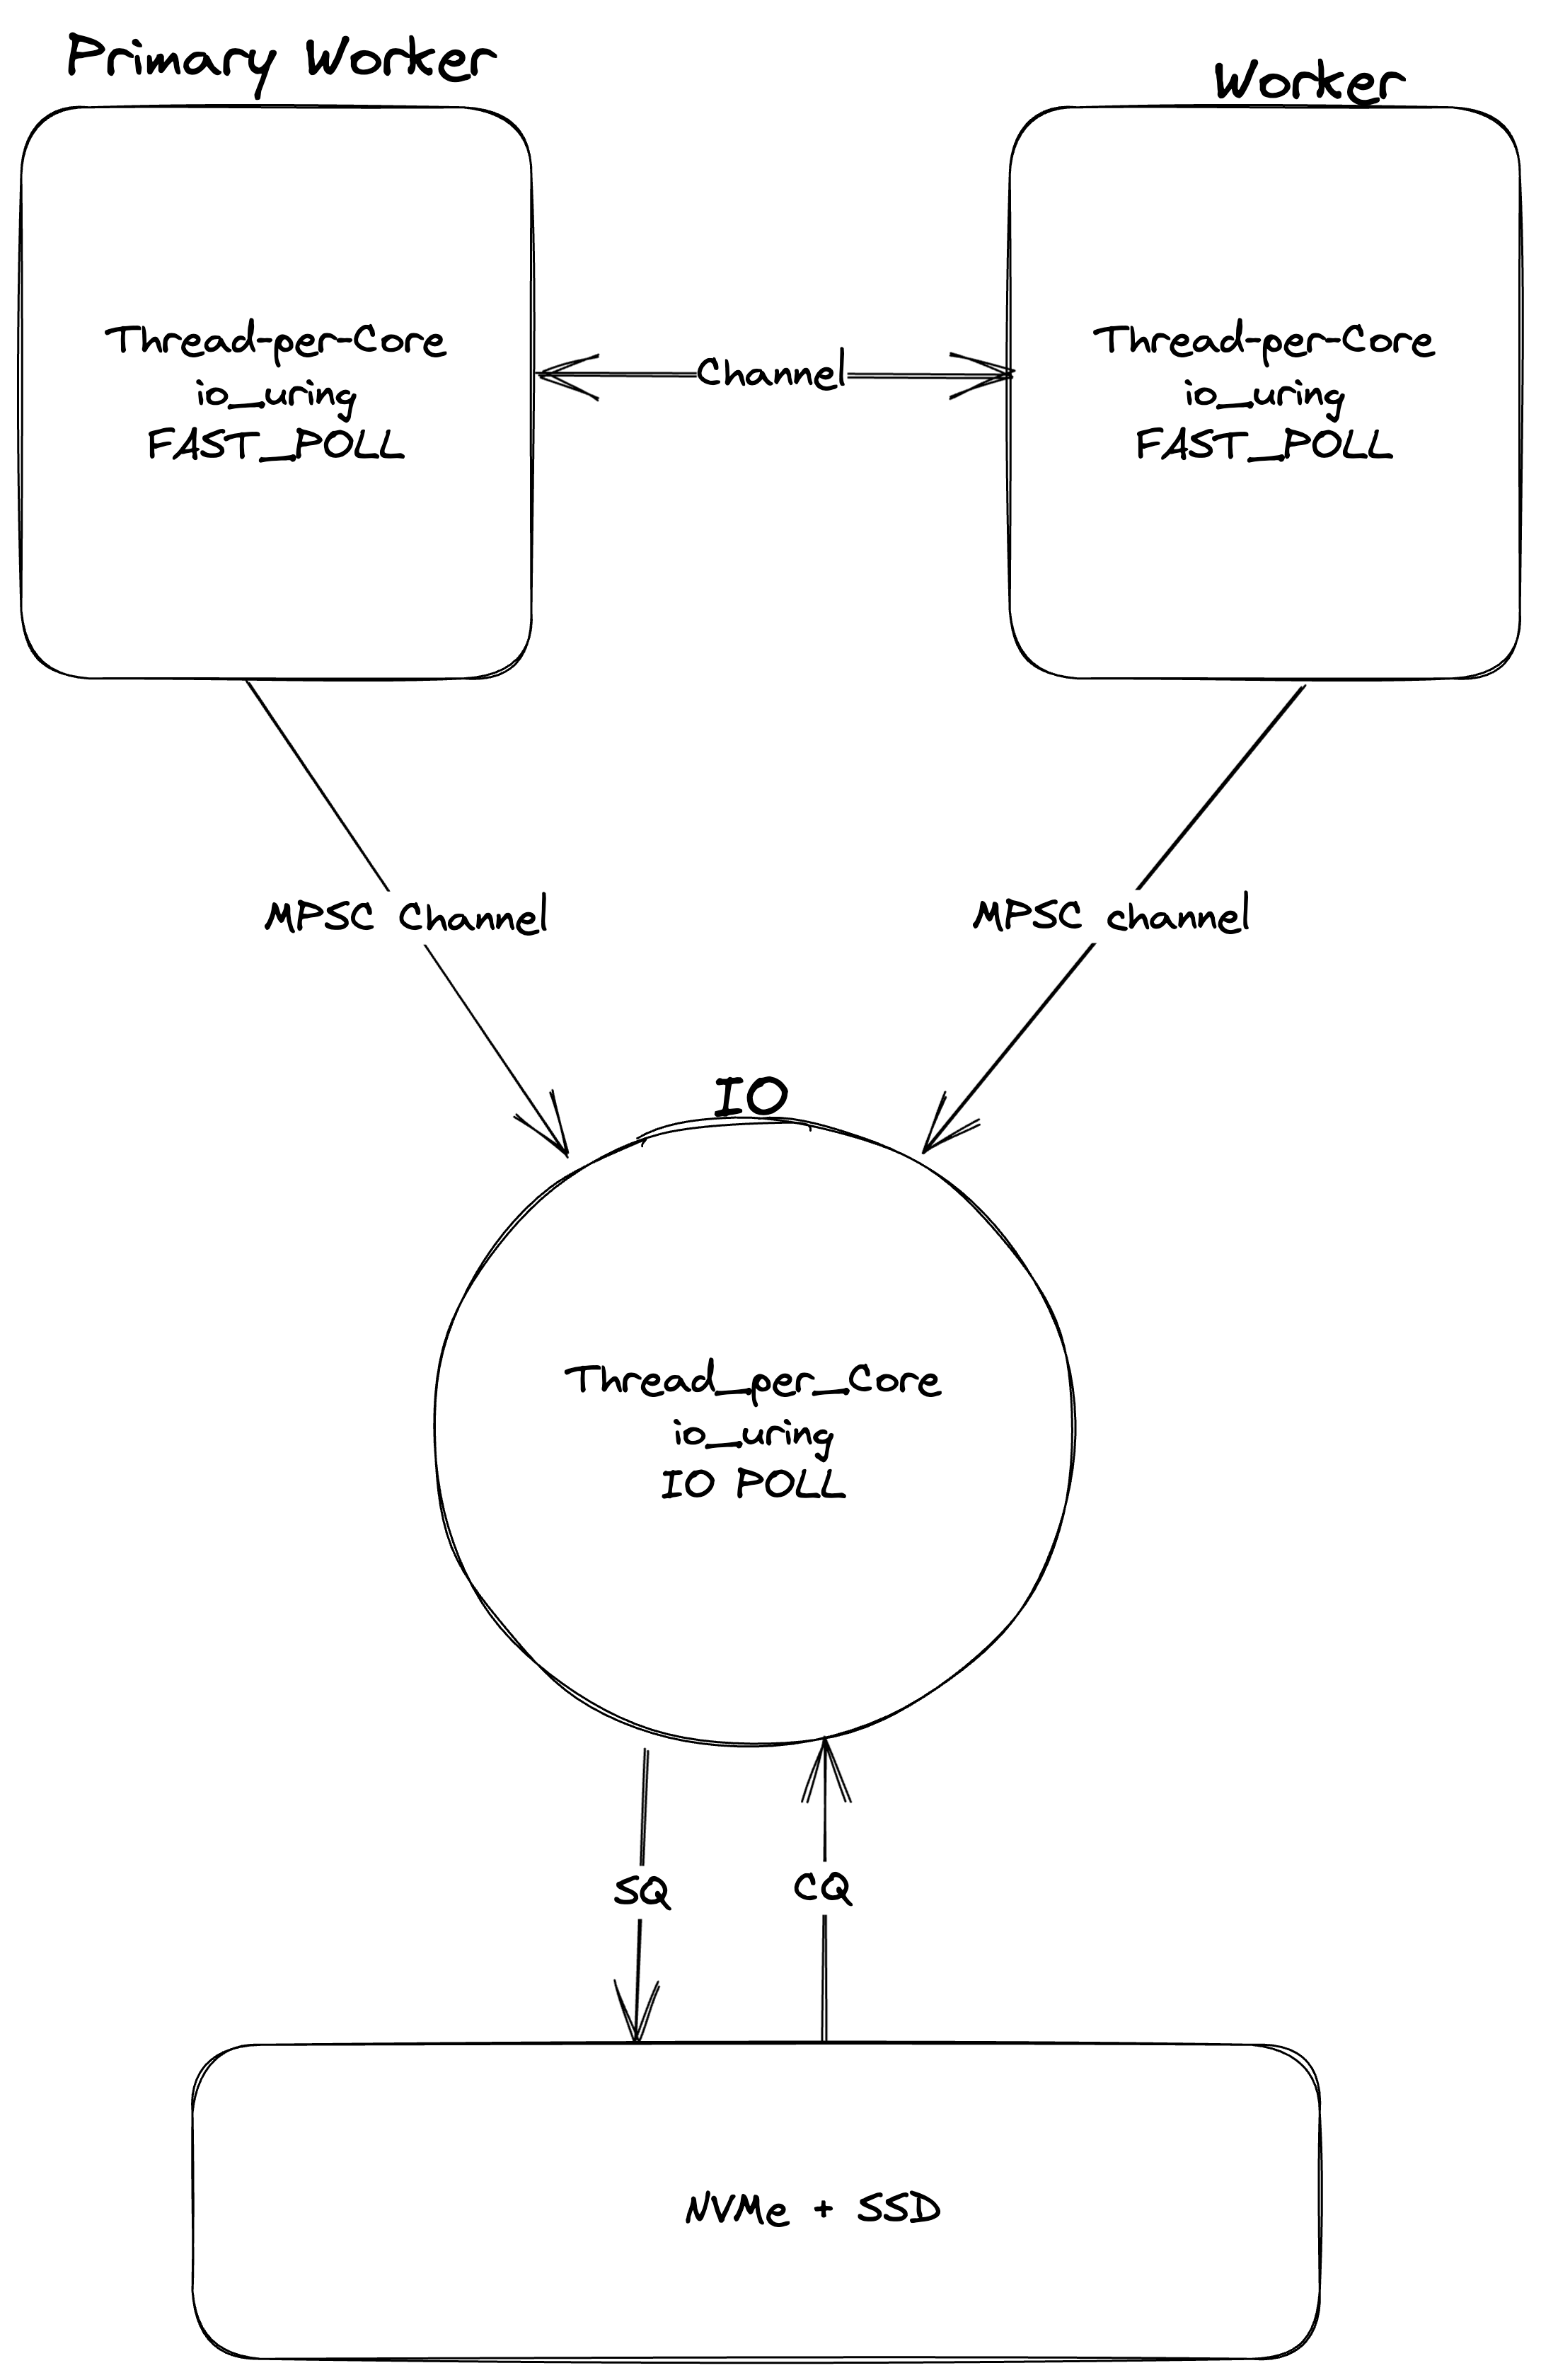 Primary Worker
Worker
Thread-per-Core
io_uring
FAST_POLL
Channel
Thread-per-Core
io_uring
FAST_POLL
MPSC Channel
MPSC channel
IO
Thread_per_Core
io_uring
IO POLL
SQ
CQ
NVMe + SSD